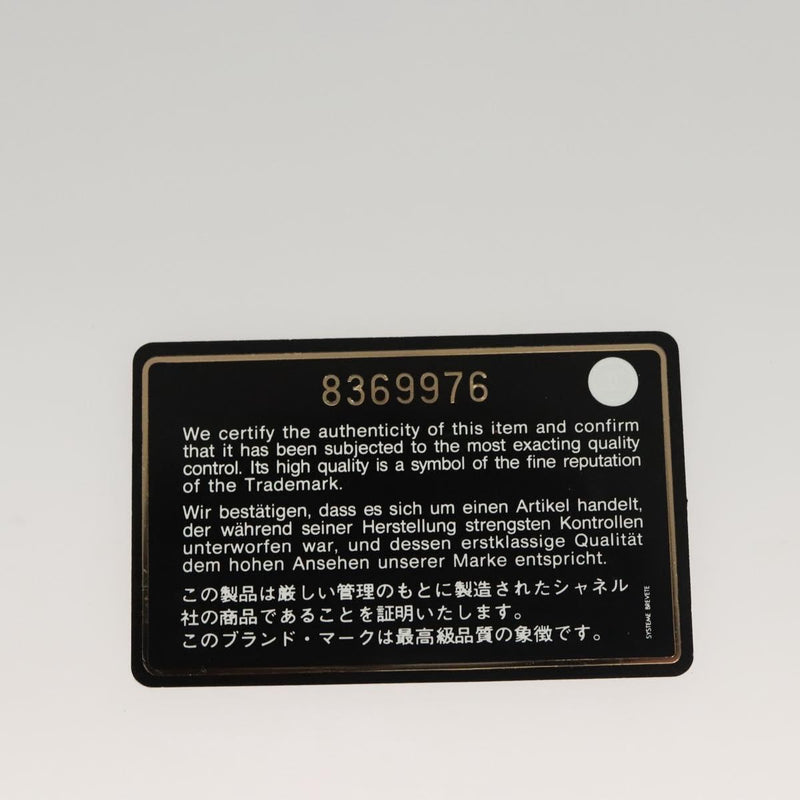 8369976
We certify the authenticity of this item and confirm
that it has been subjected to the most exacting quality
control. Its high quality is a symbol of the fine reputation
of the Trademark.
Wir bestätigen, dass es sich um einen Artikel handelt,
der während seiner Herstellung strengsten Kontrollen
unterworfen war, und dessen erstklassige Qualität
dem hohen Ansehen unserer Marke entspricht.
この製品は厳しい管理のもとに製造されたシャネル
社の商品であることを証明いたします。
このブランド・マークは最高級品質の象徴です。
SYSTEME BREVETE